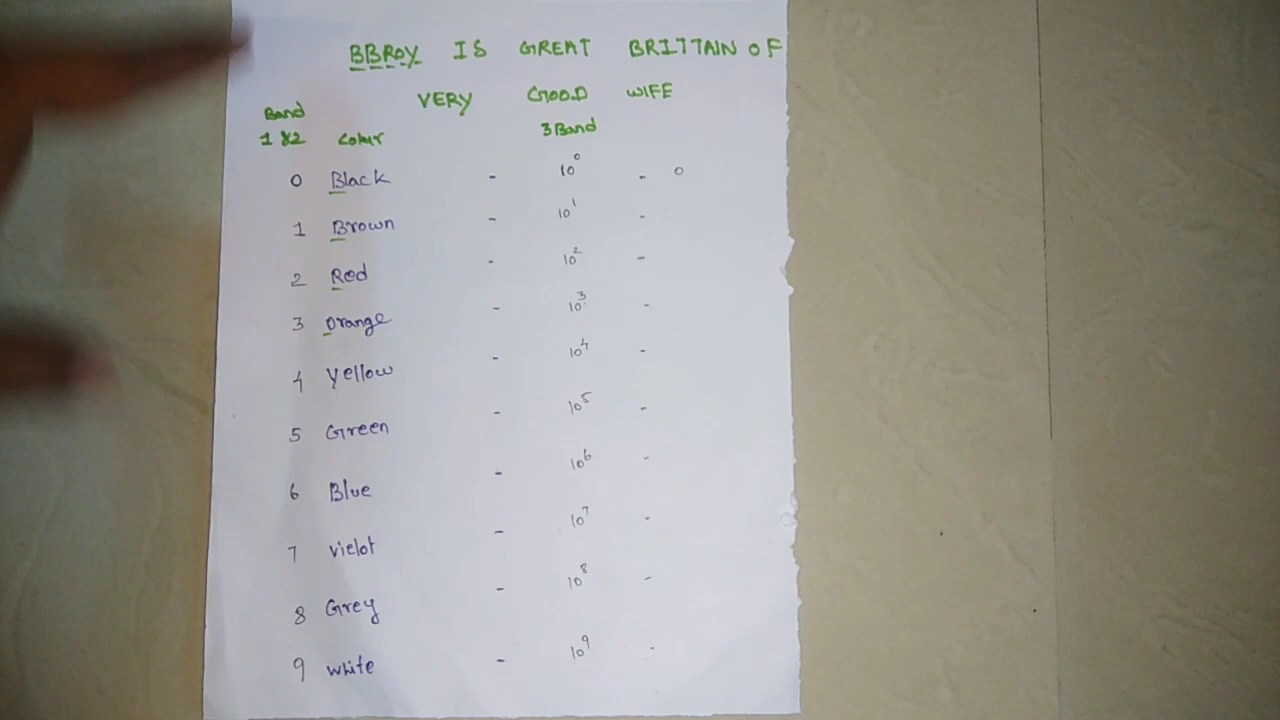 BBROY IS GREAT BRITTAIN OF
VERY GOOD WIFE
Band
1 & 2 Colour 3 Band
0 Black - 10⁰ - 0
1 Brown - 10¹ -
2 Red - 10² -
3 Orange - 10³ -
4 Yellow - 10⁴ -
5 Green - 10⁵ -
6 Blue - 10⁶ -
7 Vielot - 10⁷ -
8 Grey - 10⁸ -
9 White - 10⁹ -